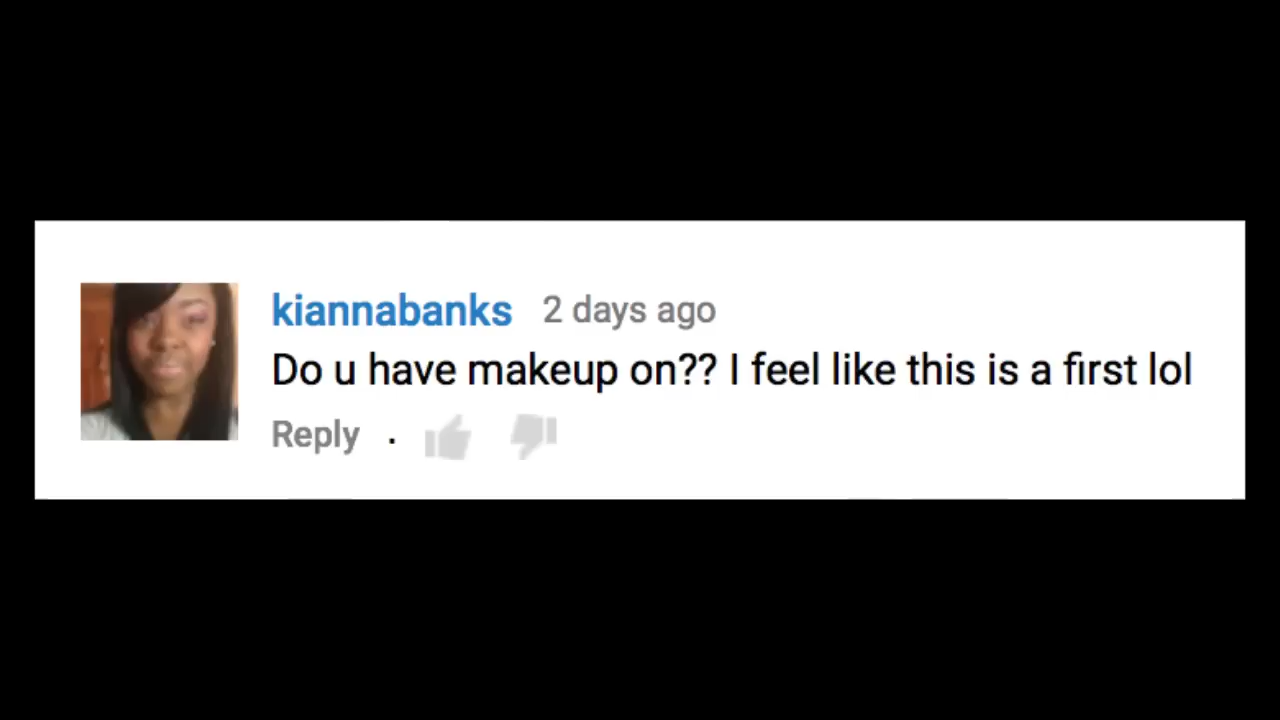 kiannabanks 2 days ago
Do u have makeup on?? I feel like this is a first lol
Reply .